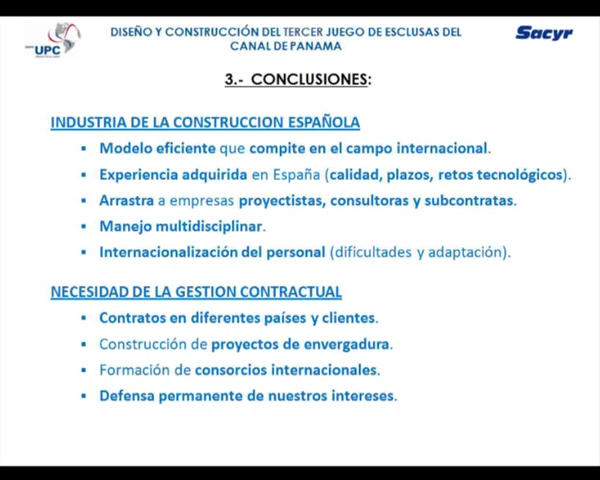 DISEÑO Y CONSTRUCCIÓN DEL TERCER JUEGO DE ESCLUSAS DEL
CANAL DE PANAMA
UPC
Sacyr
3.- CONCLUSIONES:
INDUSTRIA DE LA CONSTRUCCION ESPAÑOLA
▪ Modelo eficiente que compite en el campo internacional.
▪ Experiencia adquirida en España (calidad, plazos, retos tecnológicos).
▪ Arrastra a empresas proyectistas, consultoras y subcontratas.
▪ Manejo multidisciplinar.
▪ Internacionalización del personal (dificultades y adaptación).
NECESIDAD DE LA GESTION CONTRACTUAL
▪ Contratos en diferentes países y clientes.
▪ Construcción de proyectos de envergadura.
▪ Formación de consorcios internacionales.
▪ Defensa permanente de nuestros intereses.